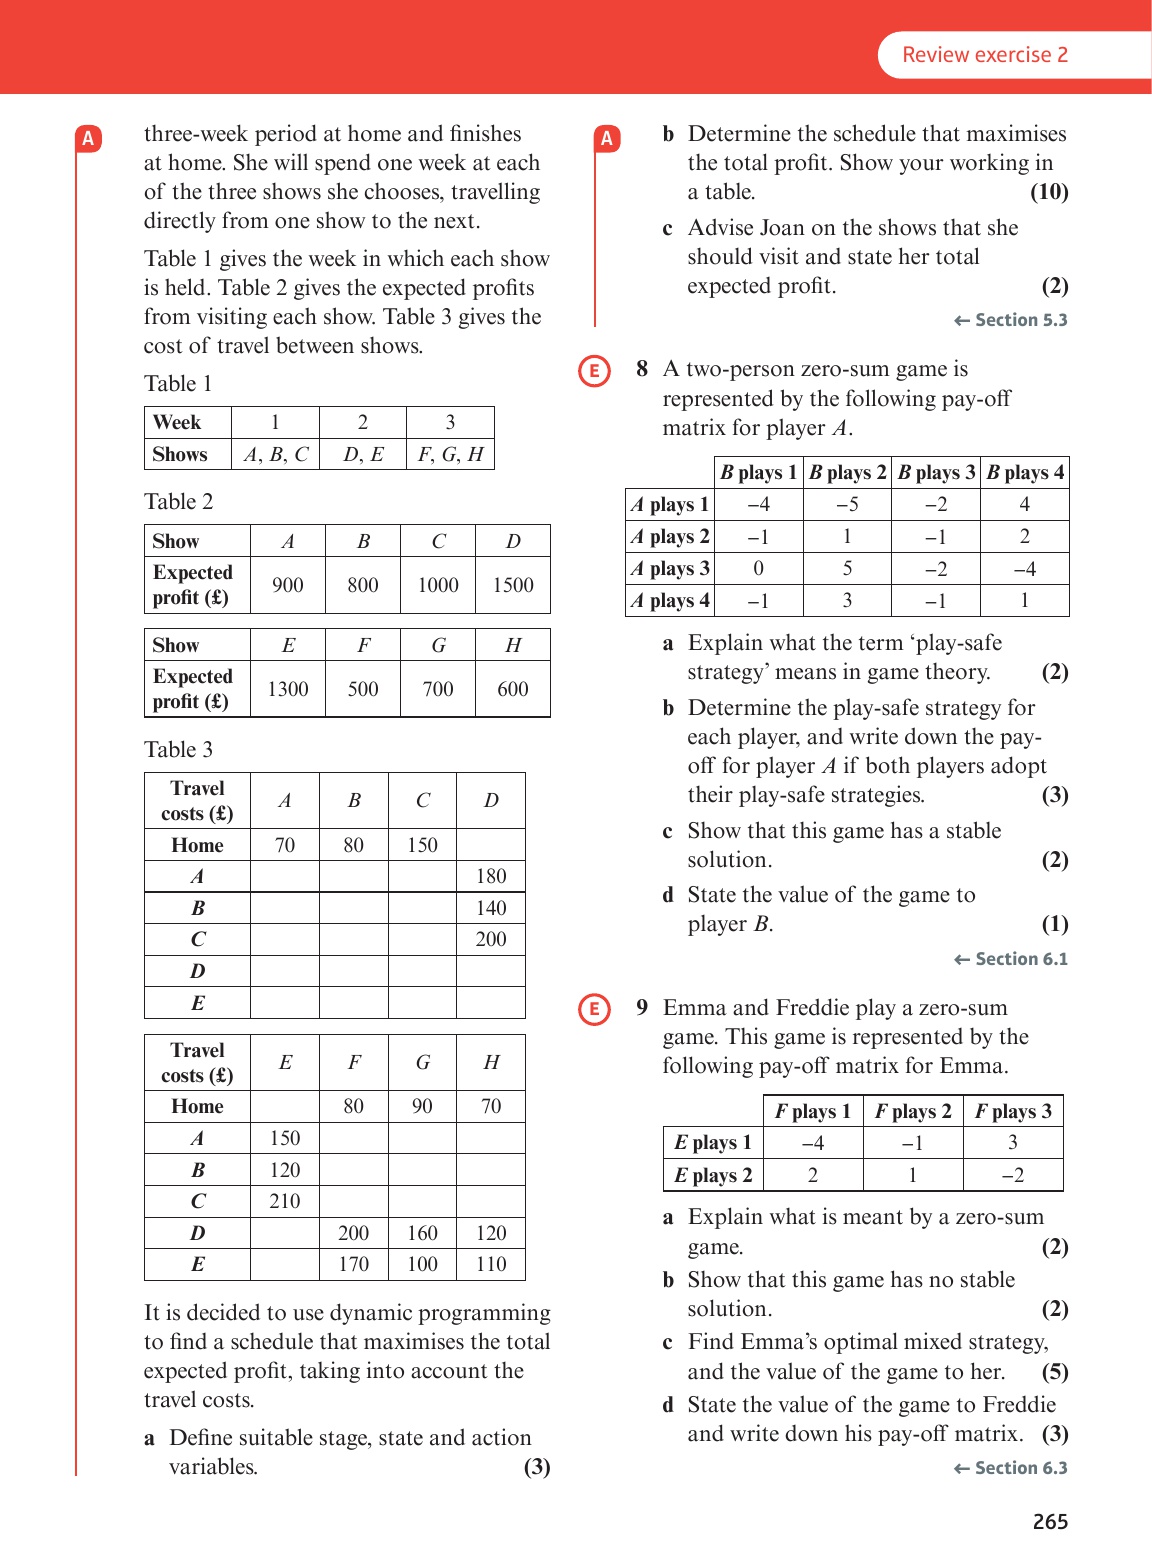 Review exercise 2
A
three-week period at home and finishes
at home. She will spend one week at each
of the three shows she chooses, travelling
directly from one show to the next.
Table 1 gives the week in which each show
is held. Table 2 gives the expected profits
from visiting each show. Table 3 gives the
cost of travel between shows.
Table 1
Week 1 2 3
Shows A, B, C D, E F, G, H
Table 2
Show A B C D
Expected
profit (£) 900 800 1000 1500
Show E F G H
Expected
profit (£) 1300 500 700 600
Table 3
Travel
costs (£) A B C D
Home 70 80 150
A 180
B 140
C 200
D
E
Travel
costs (£) E F G H
Home 80 90 70
A 150
B 120
C 210
D 200 160 120
E 170 100 110
It is decided to use dynamic programming
to find a schedule that maximises the total
expected profit, taking into account the
travel costs.
a Define suitable stage, state and action
variables. (3)
A
b Determine the schedule that maximises
the total profit. Show your working in
a table. (10)
c Advise Joan on the shows that she
should visit and state her total
expected profit. (2)
← Section 5.3
E 8 A two-person zero-sum game is
represented by the following pay-off
matrix for player A.
B plays 1 B plays 2 B plays 3 B plays 4
A plays 1 −4 −5 −2 4
A plays 2 −1 1 −1 2
A plays 3 0 5 −2 −4
A plays 4 −1 3 −1 1
a Explain what the term ‘play-safe
strategy’ means in game theory. (2)
b Determine the play-safe strategy for
each player, and write down the pay-
off for player A if both players adopt
their play-safe strategies. (3)
c Show that this game has a stable
solution. (2)
d State the value of the game to
player B. (1)
← Section 6.1
E 9 Emma and Freddie play a zero-sum
game. This game is represented by the
following pay-off matrix for Emma.
F plays 1 F plays 2 F plays 3
E plays 1 −4 −1 3
E plays 2 2 1 −2
a Explain what is meant by a zero-sum
game. (2)
b Show that this game has no stable
solution. (2)
c Find Emma’s optimal mixed strategy,
and the value of the game to her. (5)
d State the value of the game to Freddie
and write down his pay-off matrix. (3)
← Section 6.3
265